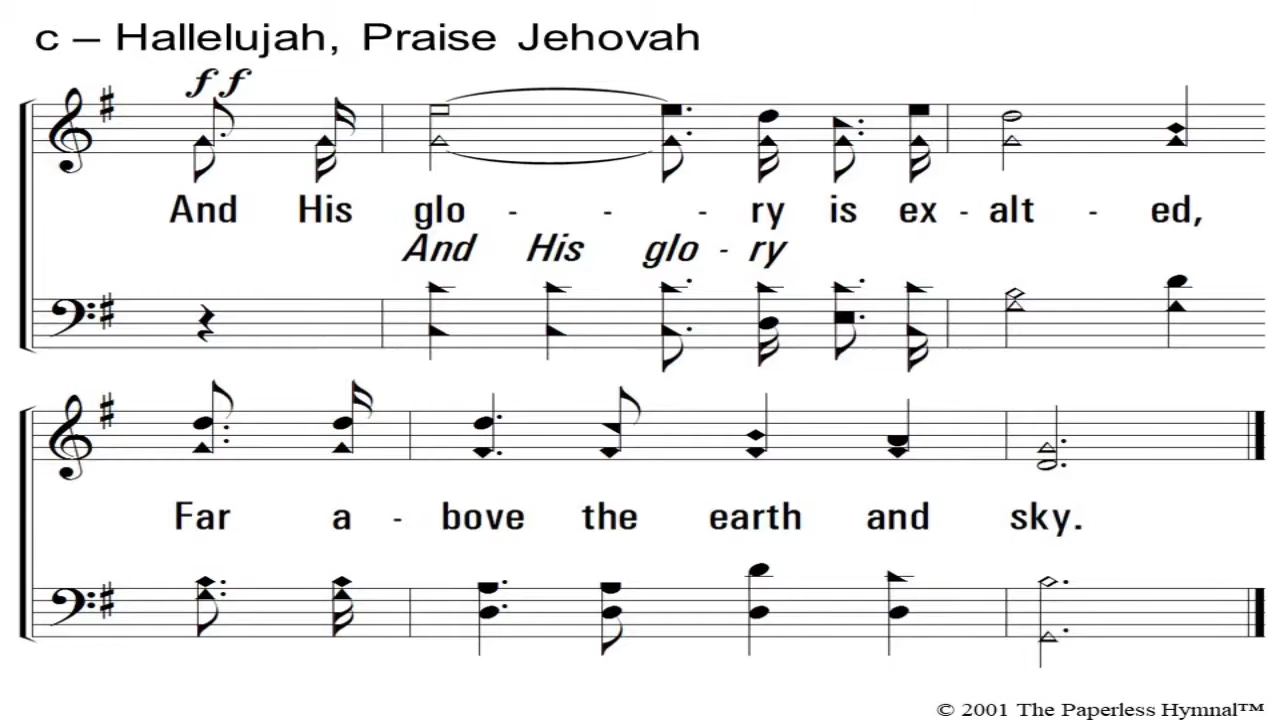 c – Hallelujah, Praise Jehovah
ff
And His glo - - - ry is ex - alt - ed,
And His glo - ry
Far a - bove the earth and sky.
© 2001 The Paperless Hymnal™